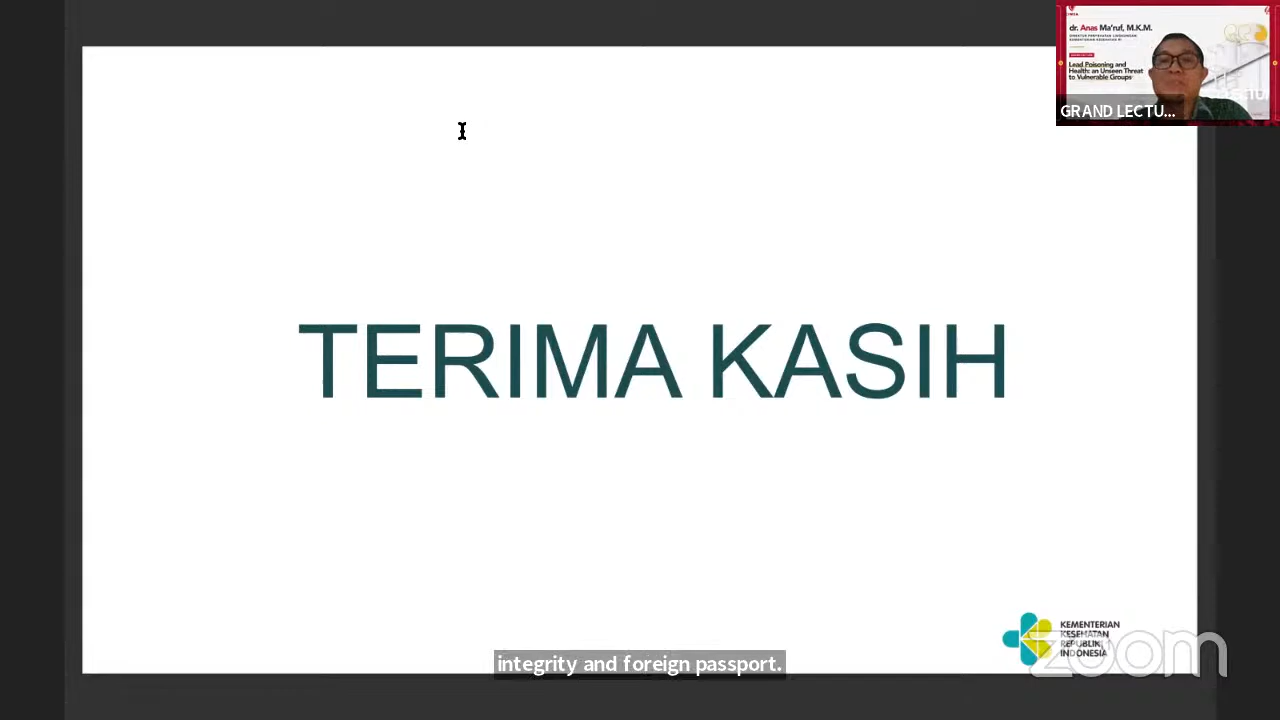 dr. Anas Ma'ruf, M.K.M.
Lead Poisoning and
Health: an Unseen Threat
to Vulnerable Groups
GRAND LECTU...
TERIMA KASIH
KEMENTERIAN
KESEHATAN
REPUBLIK
INDONESIA
zoom
integrity and foreign passport.